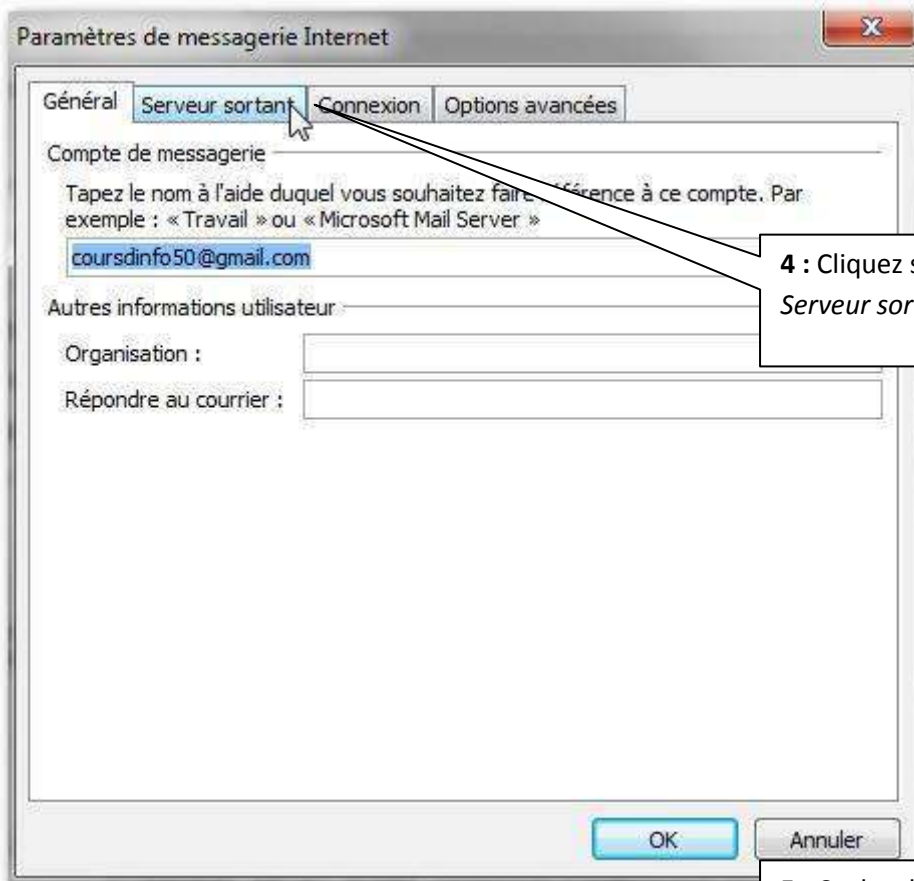 Paramètres de messagerie Internet
Général Serveur sortant Connexion Options avancées
Compte de messagerie
Tapez le nom à l'aide duquel vous souhaitez faire référence à ce compte. Par
exemple : « Travail » ou « Microsoft Mail Server »
coursdinfo50@gmail.com
4 : Cliquez
Serveur
Autres informations utilisateur
Organisation :
Répondre au courrier :
OK Annuler